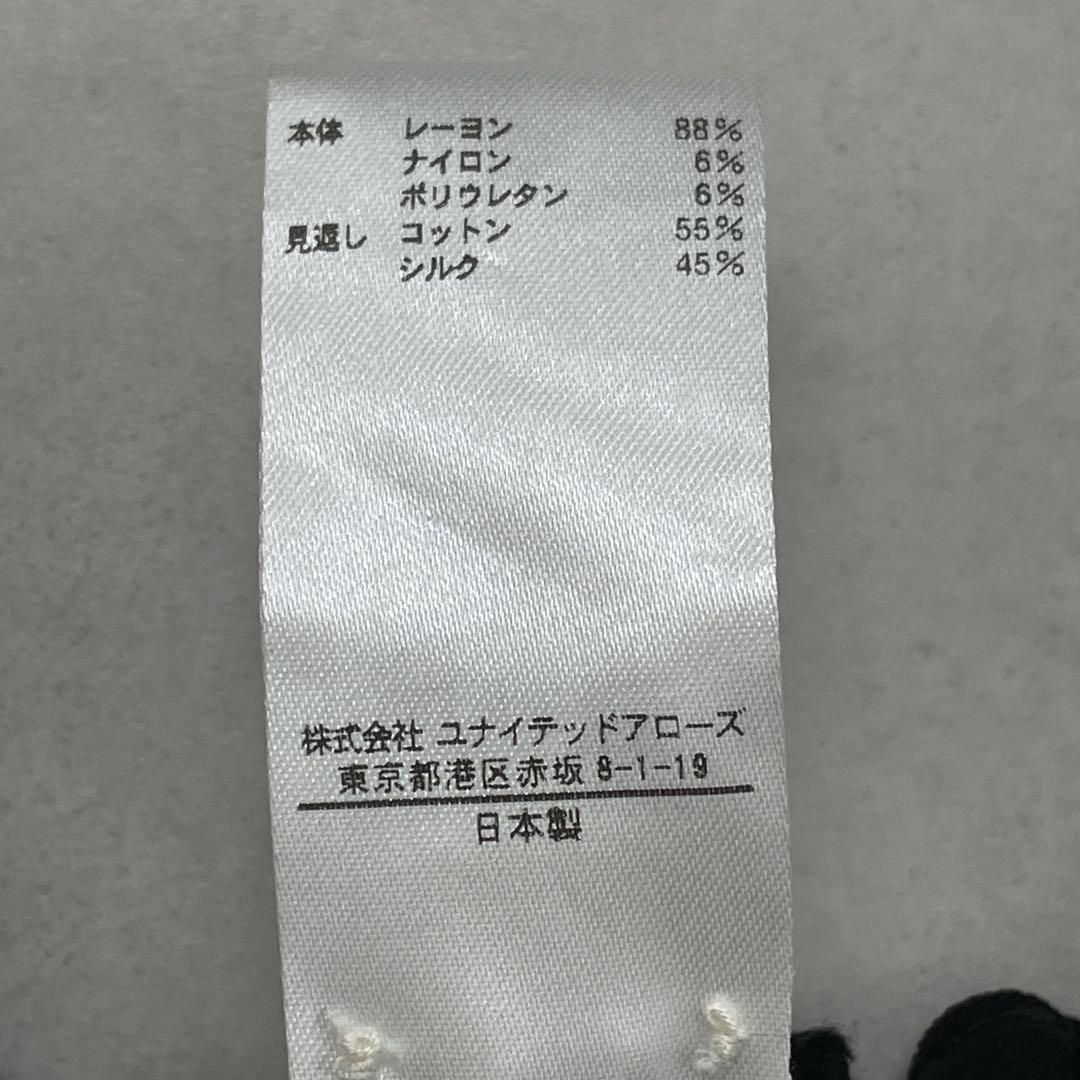 本体 レーヨン 88%
ナイロン 6%
ポリウレタン 6%
見返し コットン 55%
シルク 45%
株式会社 ユナイテッドアローズ
東京都港区赤坂 8-1-19
日本製